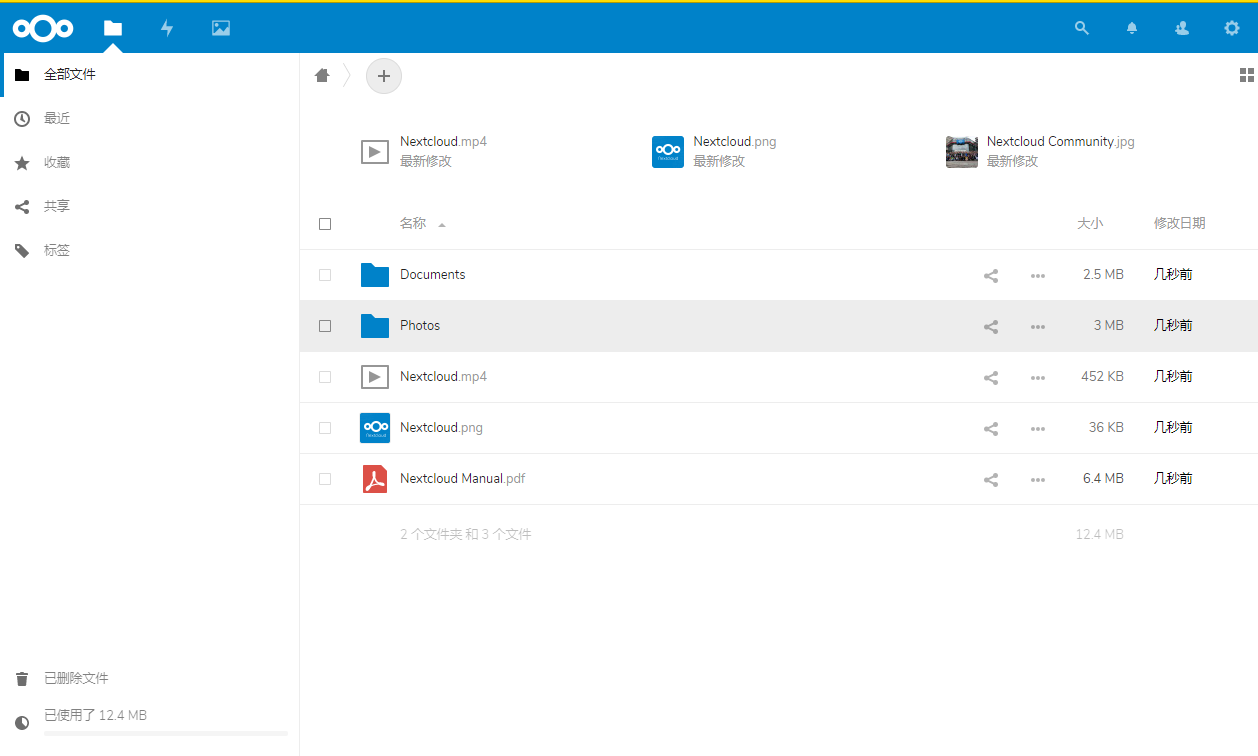 全部文件
最近
收藏
共享
标签
Nextcloud.mp4
最新修改
Nextcloud.png
最新修改
Nextcloud Community.jpg
最新修改
名称 大小 修改日期
Documents 2.5 MB 几秒前
Photos 3 MB 几秒前
Nextcloud.mp4 452 KB 几秒前
Nextcloud.png 36 KB 几秒前
Nextcloud Manual.pdf 6.4 MB 几秒前
2 个文件夹 和 3 个文件 12.4 MB
已删除文件
已使用了 12.4 MB